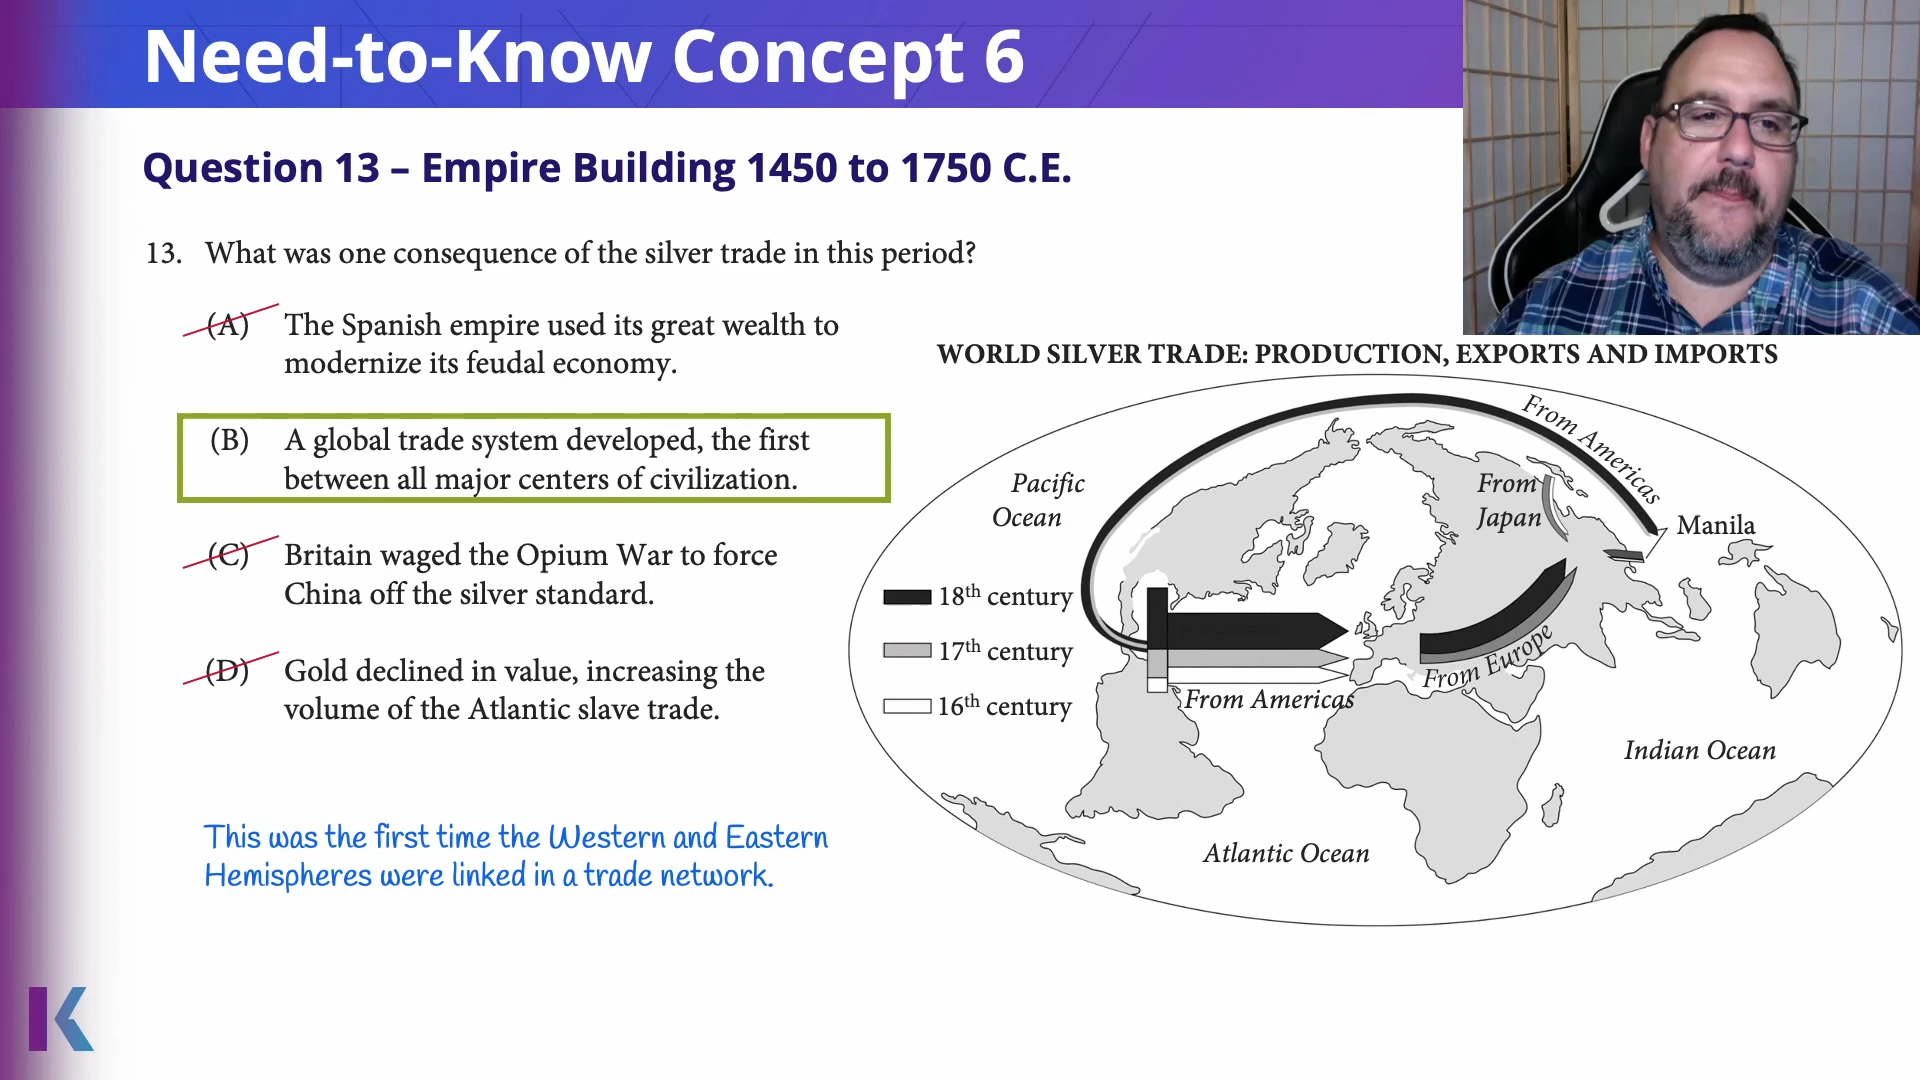 Need-to-Know Concept 6
Question 13 – Empire Building 1450 to 1750 C.E.
13. What was one consequence of the silver trade in this period?
(A) The Spanish empire used its great wealth to
modernize its feudal economy.
(B) A global trade system developed, the first
between all major centers of civilization.
(C) Britain waged the Opium War to force
China off the silver standard.
(D) Gold declined in value, increasing the
volume of the Atlantic slave trade.
This was the first time the Western and Eastern
Hemispheres were linked in a trade network.
WORLD SILVER TRADE: PRODUCTION, EXPORTS AND IMPORTS
From Americas
Pacific
Ocean
From
Japan
Manila
18th century
17th century
16th century
From Americas
From Europe
Indian Ocean
Atlantic Ocean
K